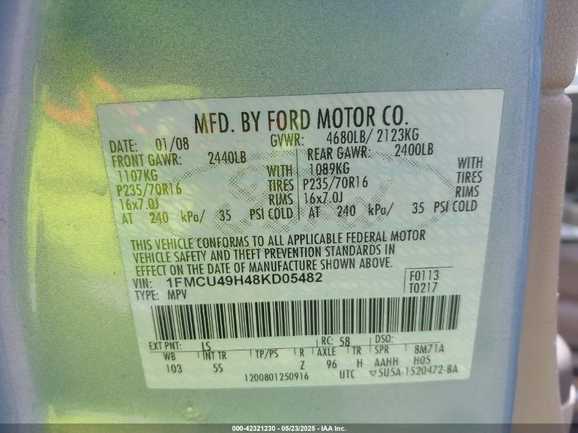 MFD. BY FORD MOTOR CO.
DATE: 01/08 GVWR: 4680LB/ 2123KG
FRONT GAWR: 2440LB REAR GAWR: 2400LB
1107KG WITH 1089KG WITH
P235/70R16 TIRES P235/70R16 TIRES
16x7.0J RIMS 16x7.0J RIMS
AT 240 kPa/ 35 PSI COLD AT 240 kPa/ 35 PSI COLD
THIS VEHICLE CONFORMS TO ALL APPLICABLE FEDERAL MOTOR
VEHICLE SAFETY AND THEFT PREVENTION STANDARDS IN
EFFECT ON THE DATE OF MANUFACTURE SHOWN ABOVE.
VIN: 1FMCU49H48KD05482 F0113
TYPE: MPV T0217
EXT PNT: LS RC: 58 DSO:
WB INT TR TP/PS R AXLE TR SPR 8M71A
103 55 Z 96 H AAHH H05
1200801250916 UTC 5U5A-1520472-BA
000-42321230 - 05/23/2025 - IAA Inc.